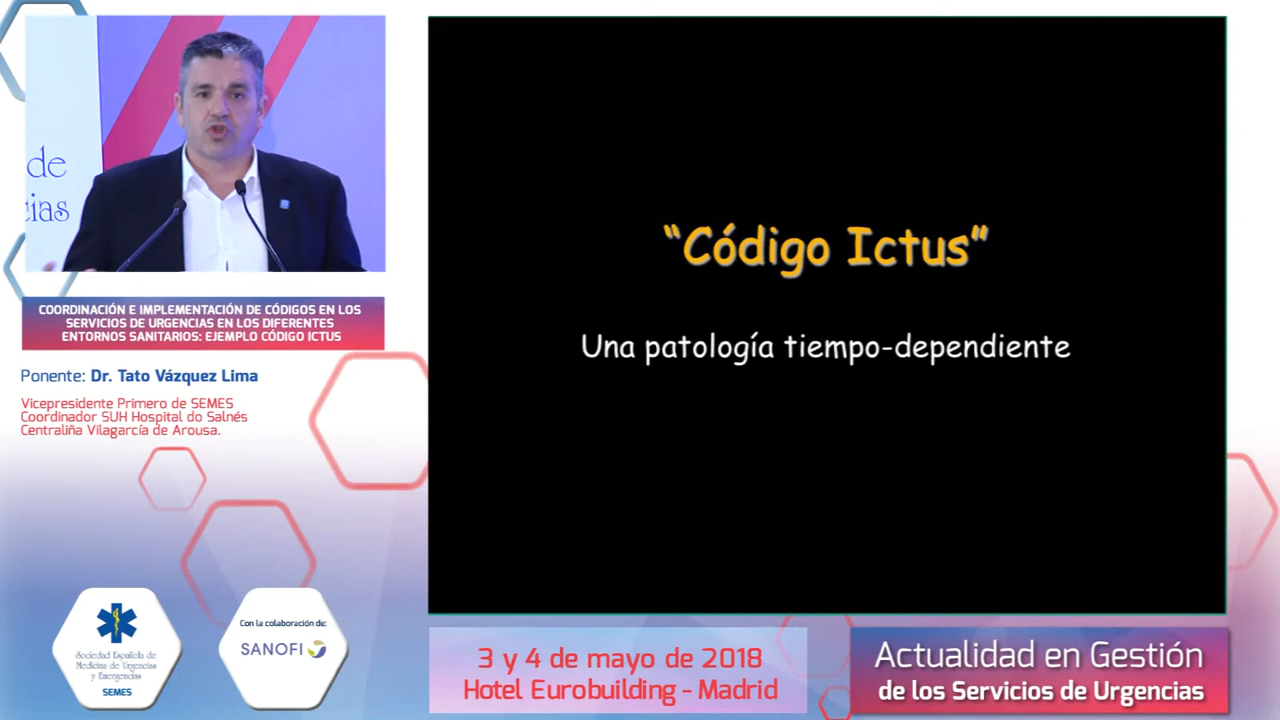 de
cias
COORDINACIÓN E IMPLEMENTACIÓN DE CÓDIGOS EN LOS
SERVICIOS DE URGENCIAS EN LOS DIFERENTES
ENTORNOS SANITARIOS: EJEMPLO CÓDIGO ICTUS
Ponente: Dr. Tato Vázquez Lima
Vicepresidente Primero de SEMES
Coordinador SUH Hospital do Salnés
Centraliña Vilagarcía de Arousa.
Sociedad Española de
Medicina de Urgencias
y Emergencias
SEMES
Con la colaboración de:
SANOFI
“Código Ictus”
Una patología tiempo-dependiente
3 y 4 de mayo de 2018
Hotel Eurobuilding - Madrid
Actualidad en Gestión
de los Servicios de Urgencias